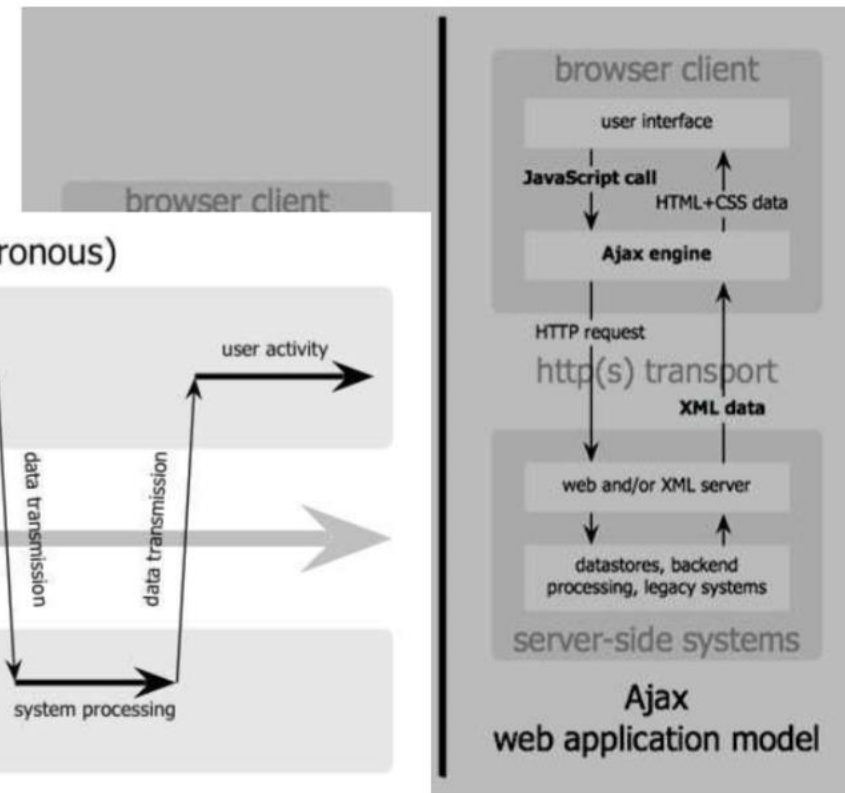 browser client
ronous)
user activity
data transmission
data transmission
system processing
browser client
user interface
JavaScript call
HTML+CSS data
Ajax engine
HTTP request
http(s) transport
XML data
web and/or XML server
datastores, backend
processing, legacy systems
server-side systems
Ajax
web application model